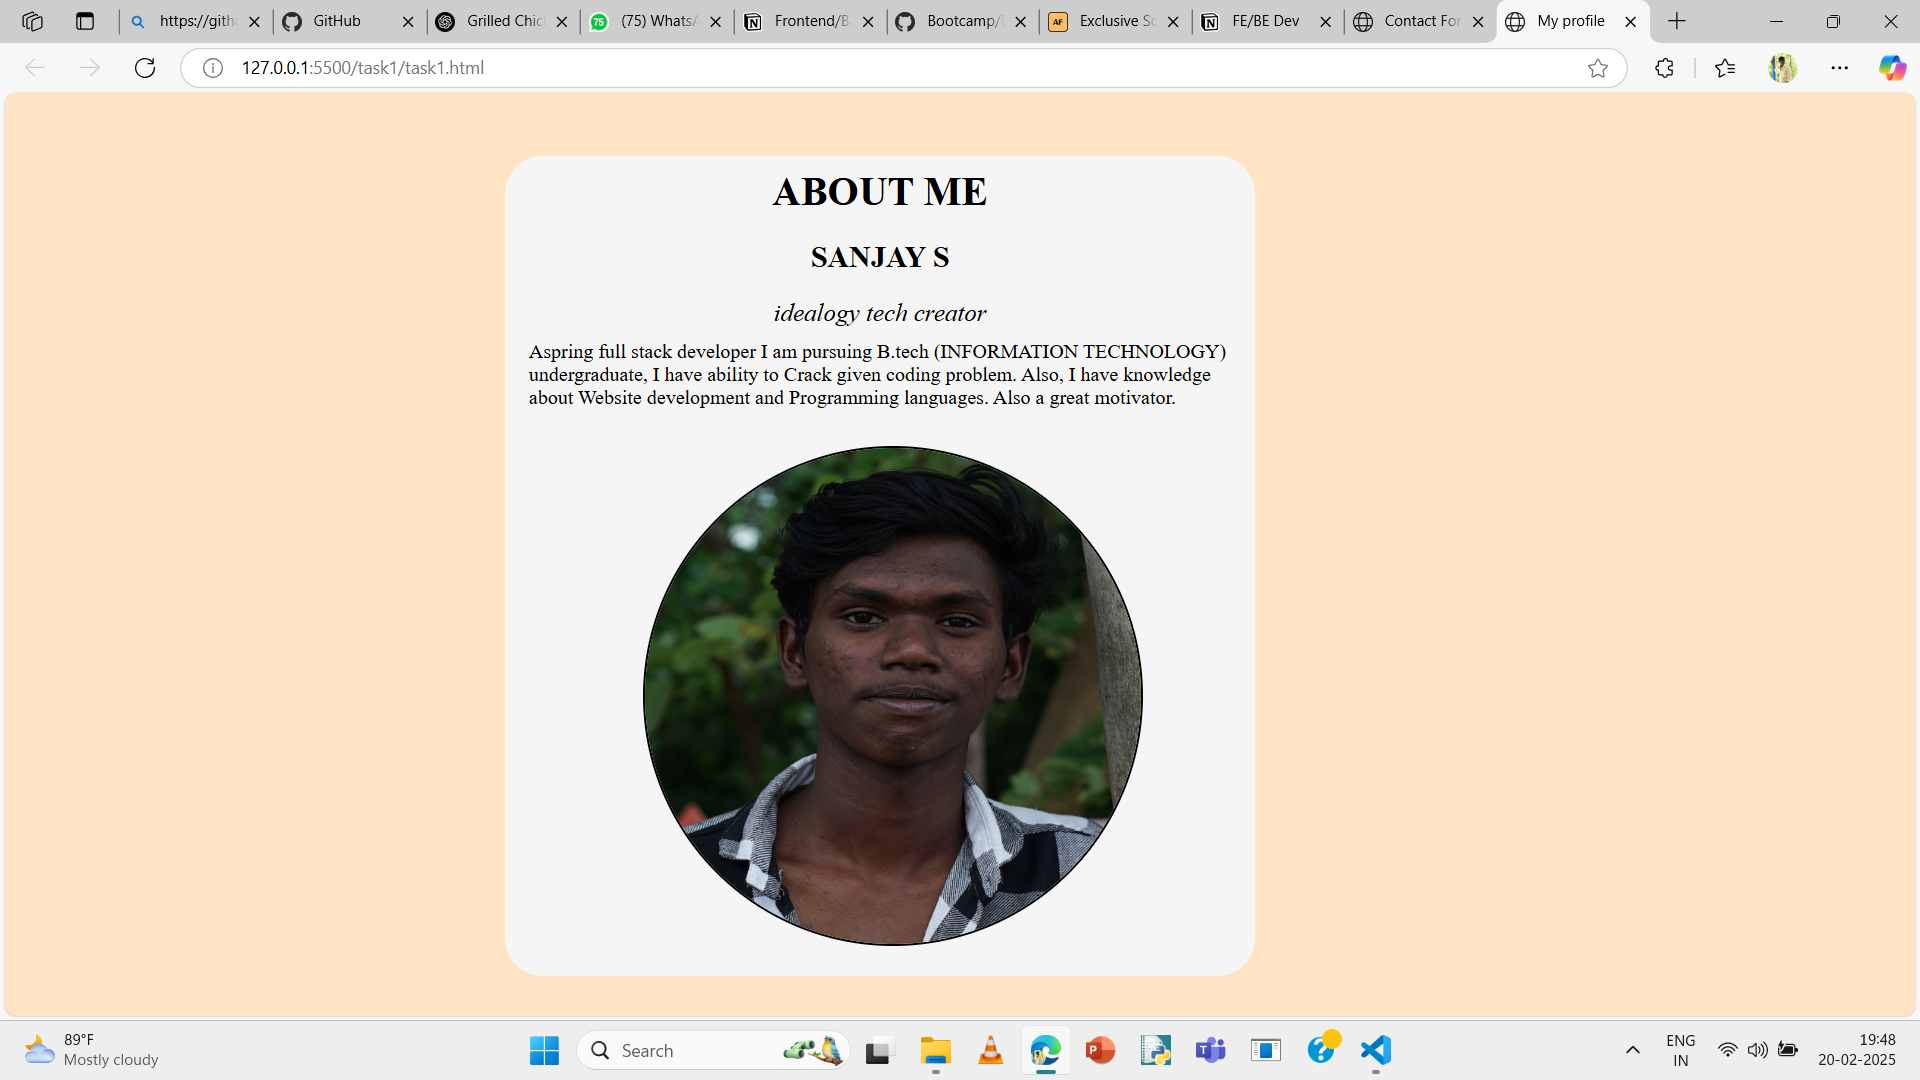 https://gith
GitHub
Grilled Chic
75
(75) WhatsA
Frontend/B
Bootcamp/
AF
Exclusive Sc
FE/BE Dev
Contact For
My profile
127.0.0.1:5500/task1/task1.html
ABOUT ME
SANJAY S
idealogy tech creator
Aspring full stack developer I am pursuing B.tech (INFORMATION TECHNOLOGY)
undergraduate, I have ability to Crack given coding problem. Also, I have knowledge
about Website development and Programming languages. Also a great motivator.
89°F
Mostly cloudy
Search
ENG
IN
19:48
20-02-2025